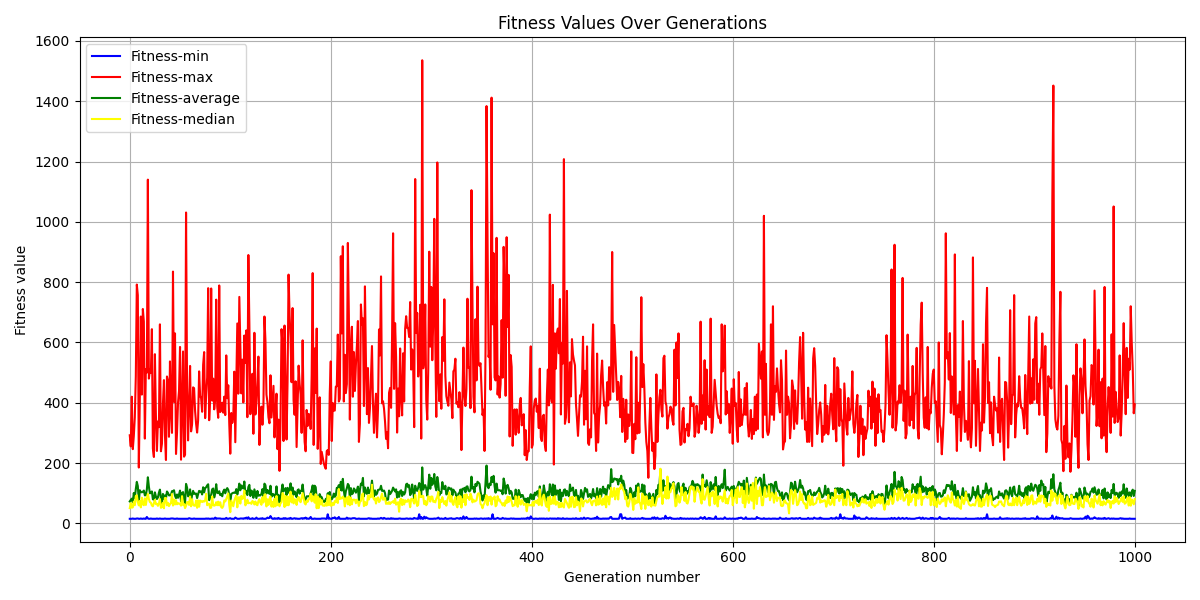 Fitness Values Over Generations
Fitness-min
Fitness-max
Fitness-average
Fitness-median
Fitness value
1600
1400
1200
1000
800
600
400
200
0
0 200 400 600 800 1000
Generation number